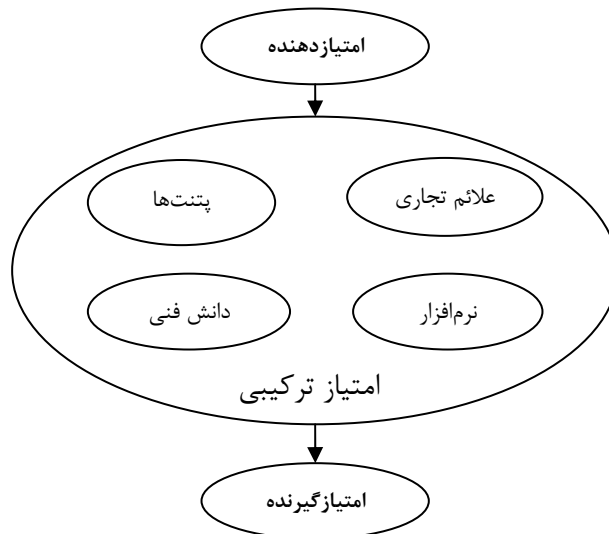 امتیازدهنده
علائم تجاری
پتنت‌ها
نرم‌افزار
دانش فنی
امتیاز ترکیبی
امتیازگیرنده